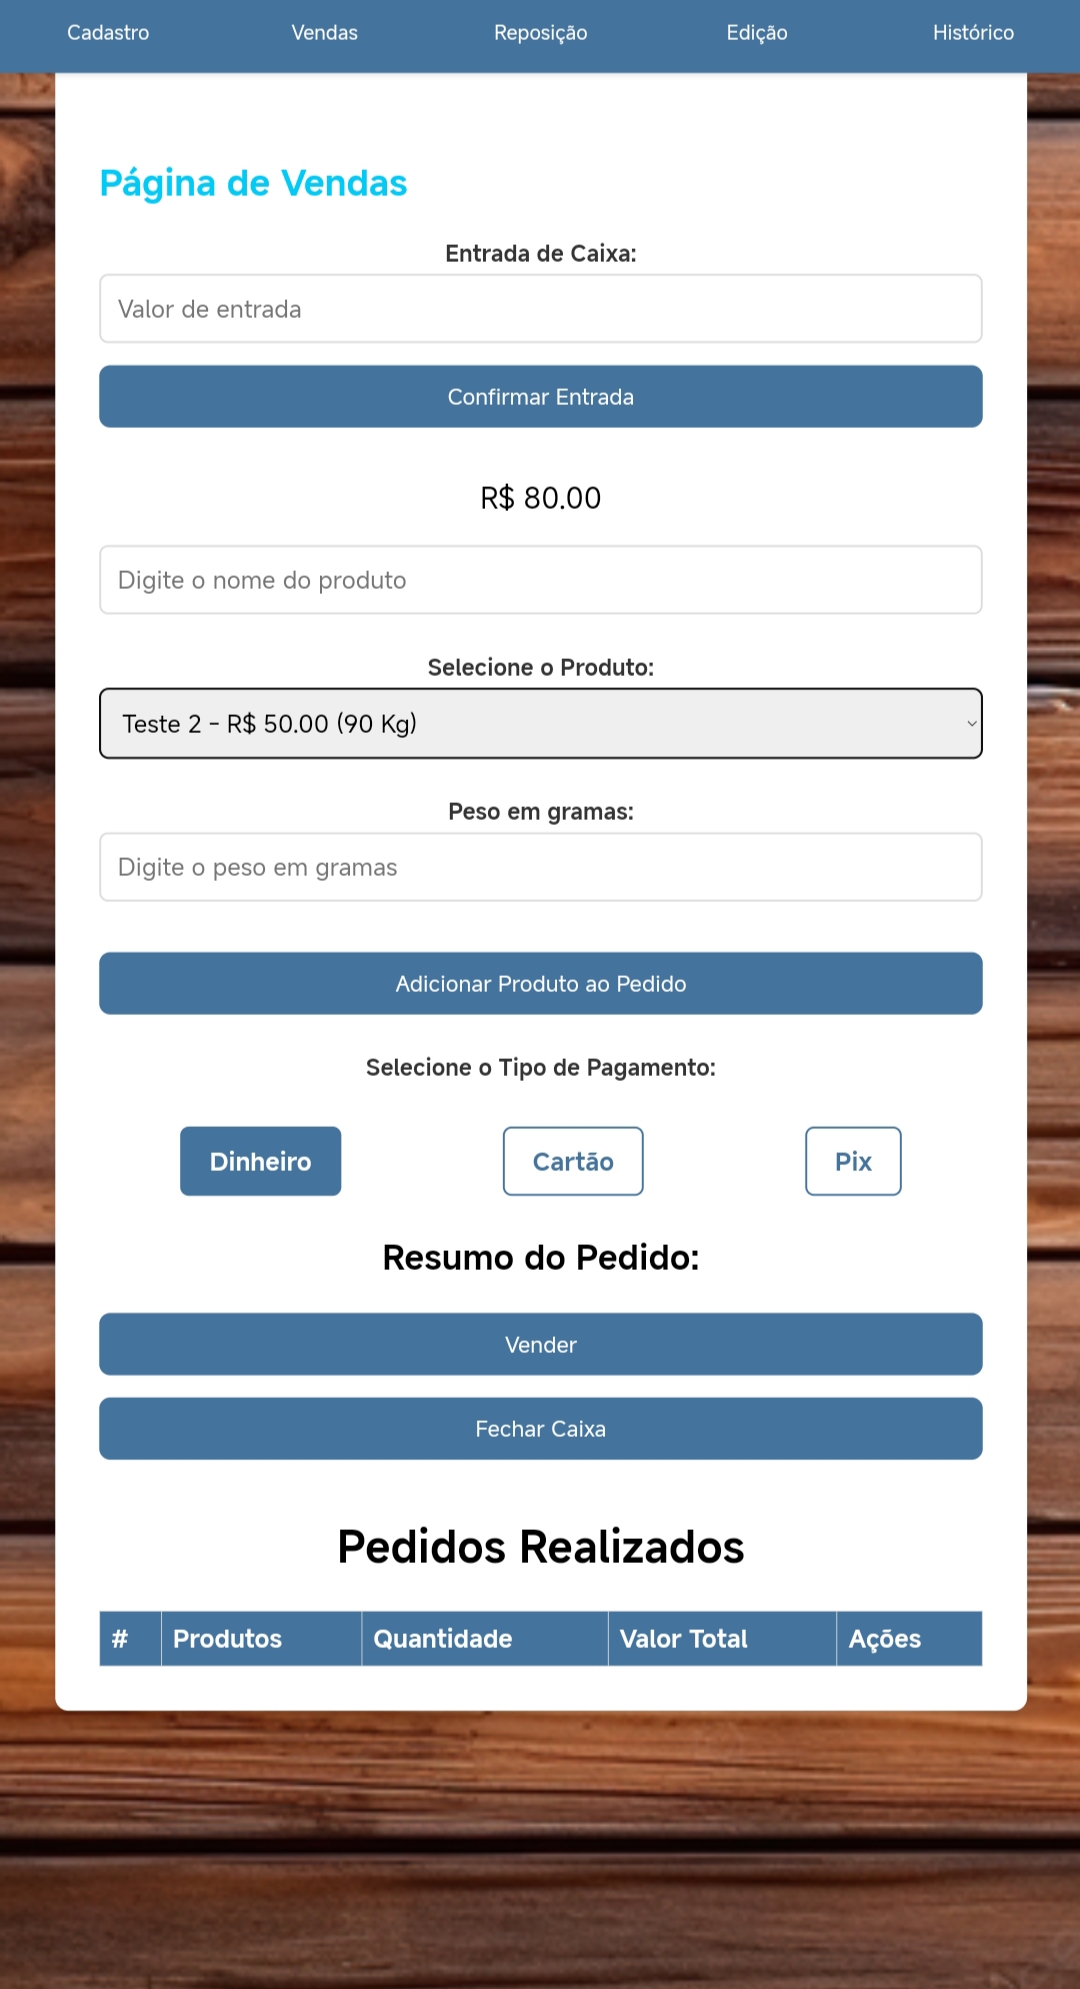 Cadastro Vendas Reposição Edição Histórico
Página de Vendas
Entrada de Caixa:
Valor de entrada
Confirmar Entrada
R$ 80.00
Digite o nome do produto
Selecione o Produto:
Teste 2 - R$ 50.00 (90 Kg)
Peso em gramas:
Digite o peso em gramas
Adicionar Produto ao Pedido
Selecione o Tipo de Pagamento:
Dinheiro Cartão Pix
Resumo do Pedido:
Vender
Fechar Caixa
Pedidos Realizados
# Produtos Quantidade Valor Total Ações